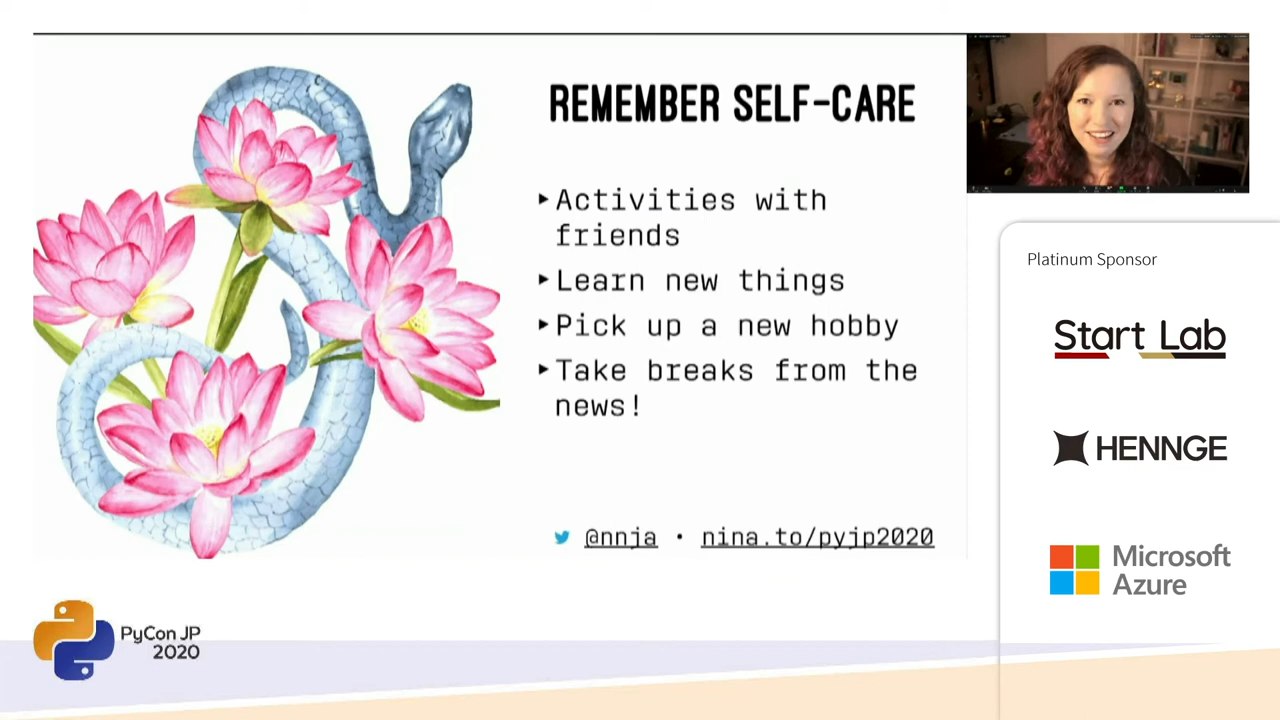 REMEMBER SELF-CARE
▸Activities with
friends
▸Learn new things
▸Pick up a new hobby
▸Take breaks from the
news!
@nnja • nina.to/pyjp2020
Platinum Sponsor
Start Lab
HENNGE
Microsoft
Azure
PyCon JP
2020